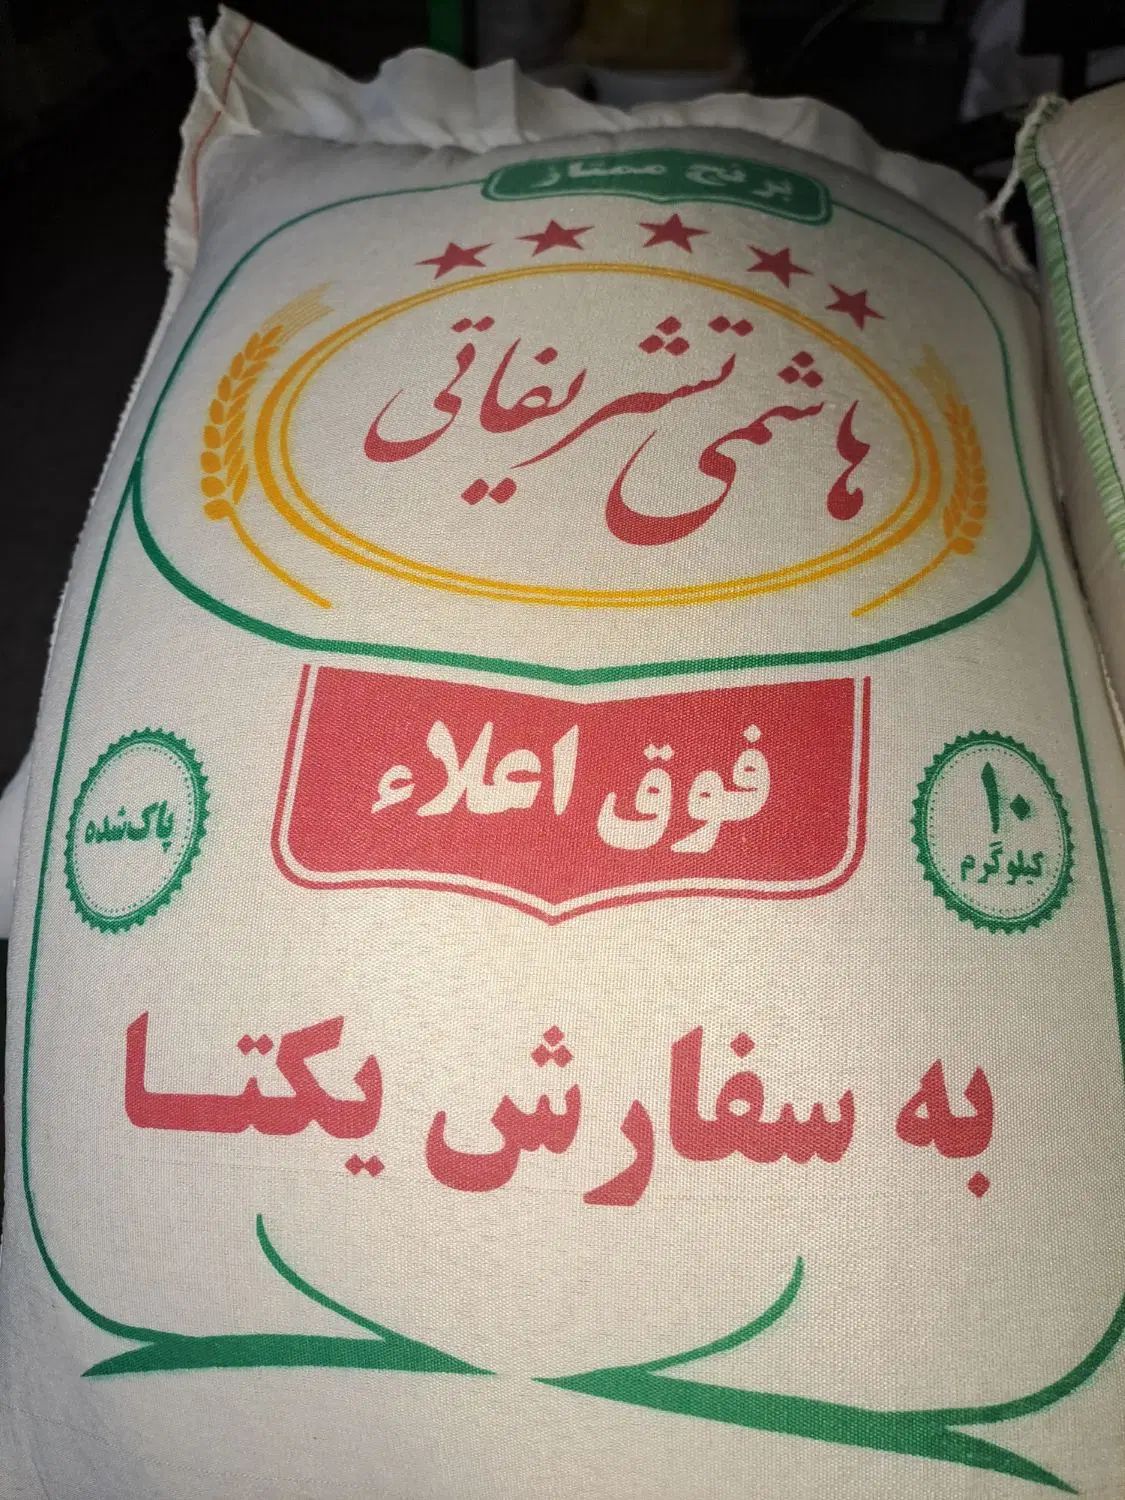 برنج ممتاز
هاشمی تشریفاتی
فوق اعلاء
۱۰
کیلوگرم
پاک‌شده
به سفارش یکتا